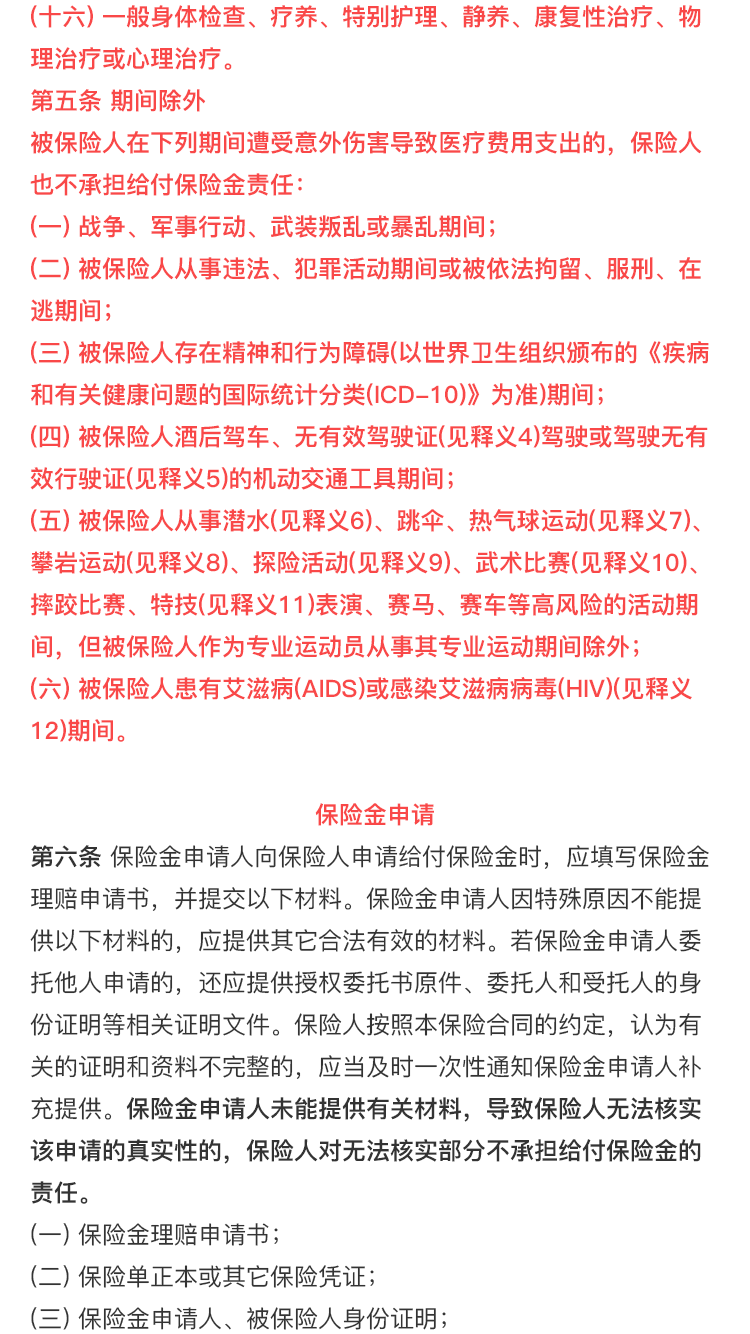 (十六) 一般身体检查、疗养、特别护理、静养、康复性治疗、物
理治疗或心理治疗。
第五条 期间除外
被保险人在下列期间遭受意外伤害导致医疗费用支出的，保险人
也不承担给付保险金责任：
(一) 战争、军事行动、武装叛乱或暴乱期间；
(二) 被保险人从事违法、犯罪活动期间或被依法拘留、服刑、在
逃期间；
(三) 被保险人存在精神和行为障碍(以世界卫生组织颁布的《疾病
和有关健康问题的国际统计分类(ICD-10)》为准)期间；
(四) 被保险人酒后驾车、无有效驾驶证(见释义4)驾驶或驾驶无有
效行驶证(见释义5)的机动交通工具期间；
(五) 被保险人从事潜水(见释义6)、跳伞、热气球运动(见释义7)、
攀岩运动(见释义8)、探险活动(见释义9)、武术比赛(见释义10)、
摔跤比赛、特技(见释义11)表演、赛马、赛车等高风险的活动期
间，但被保险人作为专业运动员从事其专业运动期间除外；
(六) 被保险人患有艾滋病(AIDS)或感染艾滋病病毒(HIV)(见释义
12)期间。
保险金申请
第六条 保险金申请人向保险人申请给付保险金时，应填写保险金
理赔申请书，并提交以下材料。保险金申请人因特殊原因不能提
供以下材料的，应提供其它合法有效的材料。若保险金申请人委
托他人申请的，还应提供授权委托书原件、委托人和受托人的身
份证明等相关证明文件。保险人按照本保险合同的约定，认为有
关的证明和资料不完整的，应当及时一次性通知保险金申请人补
充提供。保险金申请人未能提供有关材料，导致保险人无法核实
该申请的真实性的，保险人对无法核实部分不承担给付保险金的
责任。
(一) 保险金理赔申请书；
(二) 保险单正本或其它保险凭证；
(三) 保险金申请人、被保险人身份证明；